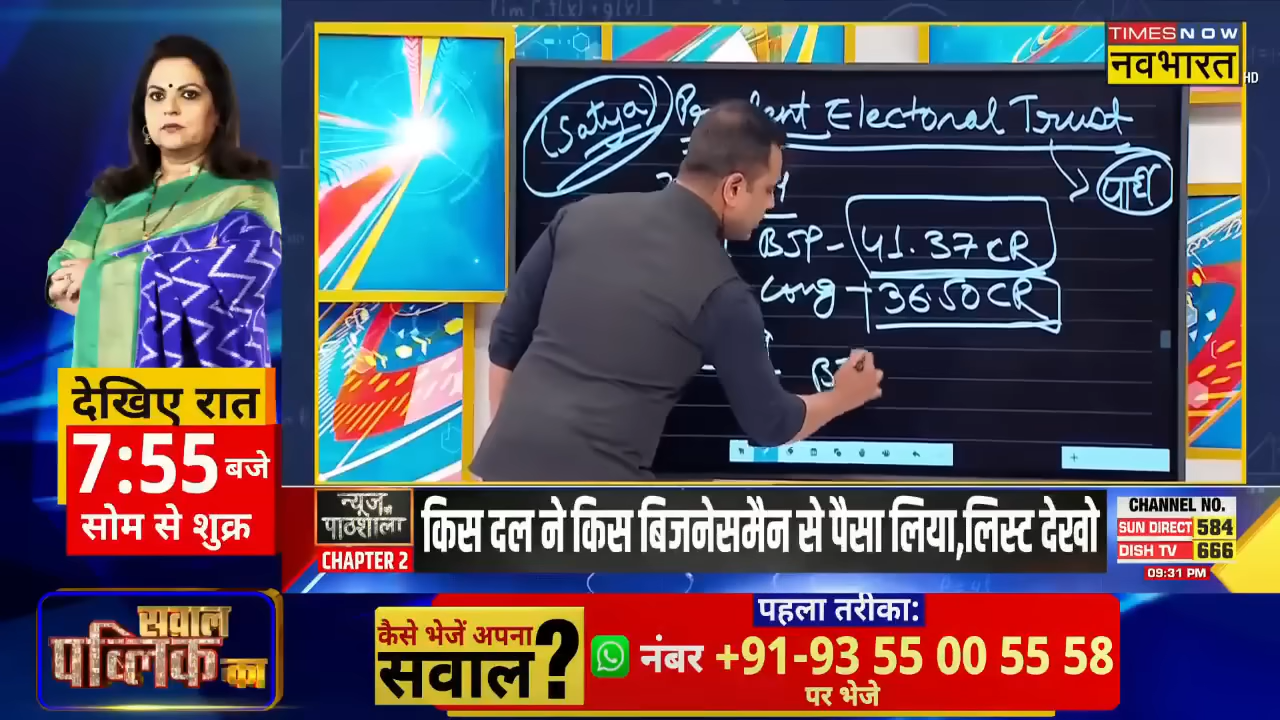 TIMES NOW
नवभारत
HD
(Satya) Electoral Trust
पार्टी
BJP - 41.37 CR
Cong - 36.50 CR
देखिए रात
7:55 बजे
सोम से शुक्र
न्यूज़ की
पाठशाला
CHAPTER 2
किस दल ने किस बिजनेसमैन से पैसा लिया,लिस्ट देखो
CHANNEL NO.
SUN DIRECT 584
DISH TV 666
09:31 PM
सवाल
पब्लिक का
कैसे भेजें अपना
सवाल?
पहला तरीका:
नंबर +91-93 55 00 55 58
पर भेजे